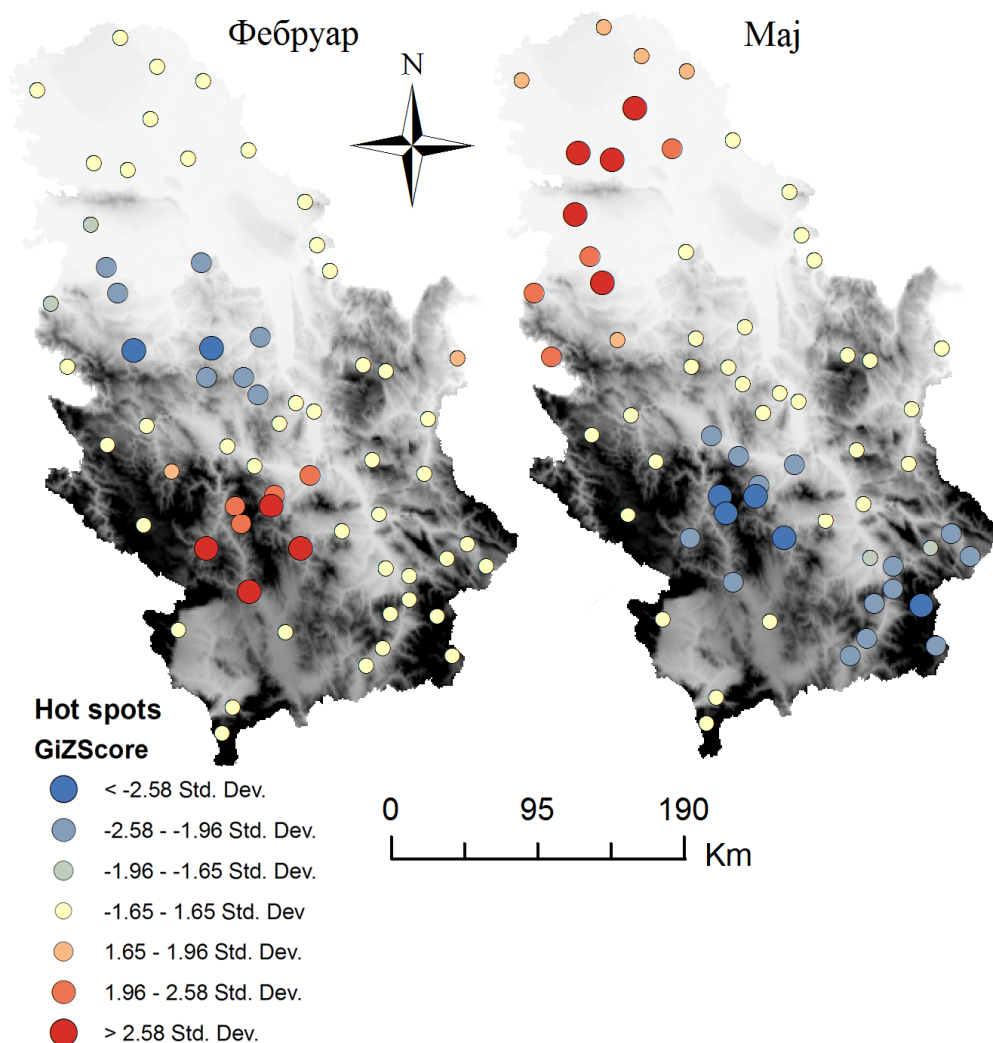 Фебруар
Мај
N
Hot spots
GiZScore
< -2.58 Std. Dev.
-2.58 - -1.96 Std. Dev.
-1.96 - -1.65 Std. Dev.
-1.65 - 1.65 Std. Dev
1.65 - 1.96 Std. Dev.
1.96 - 2.58 Std. Dev.
> 2.58 Std. Dev.
0 95 190
Km